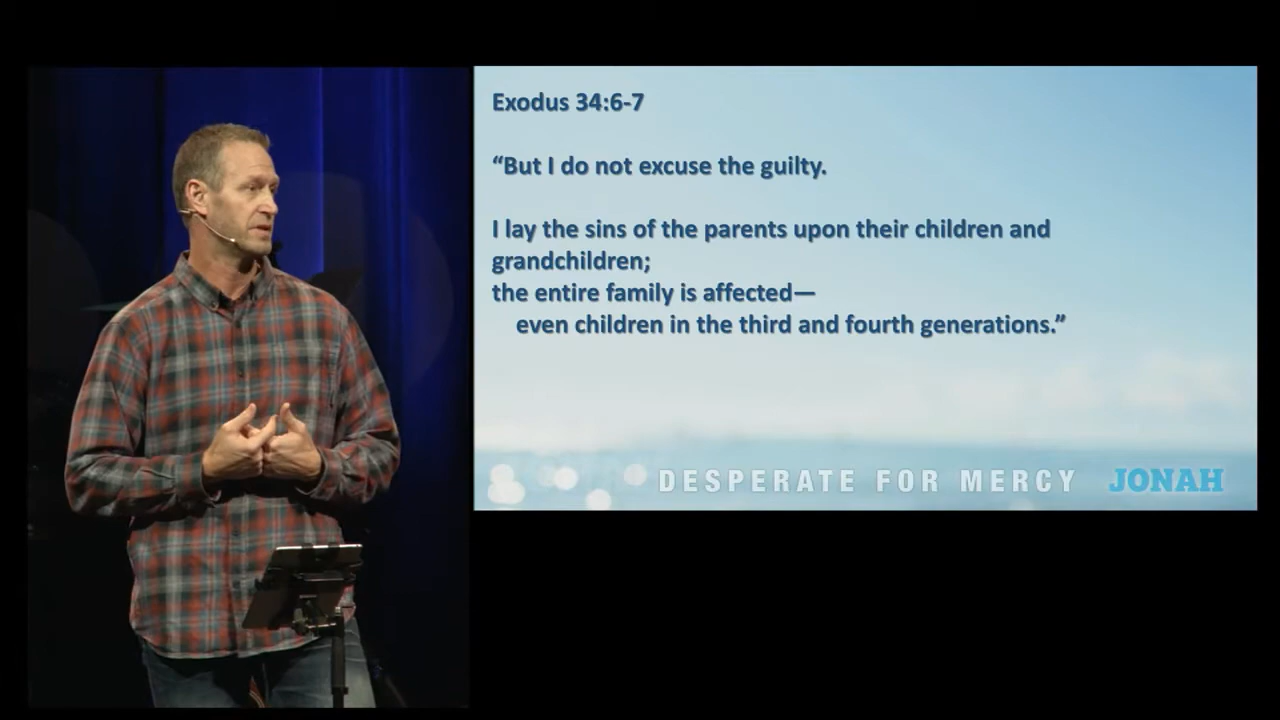 Exodus 34:6-7
“But I do not excuse the guilty.
I lay the sins of the parents upon their children and
grandchildren;
the entire family is affected—
even children in the third and fourth generations.”
DESPERATE FOR MERCY JONAH